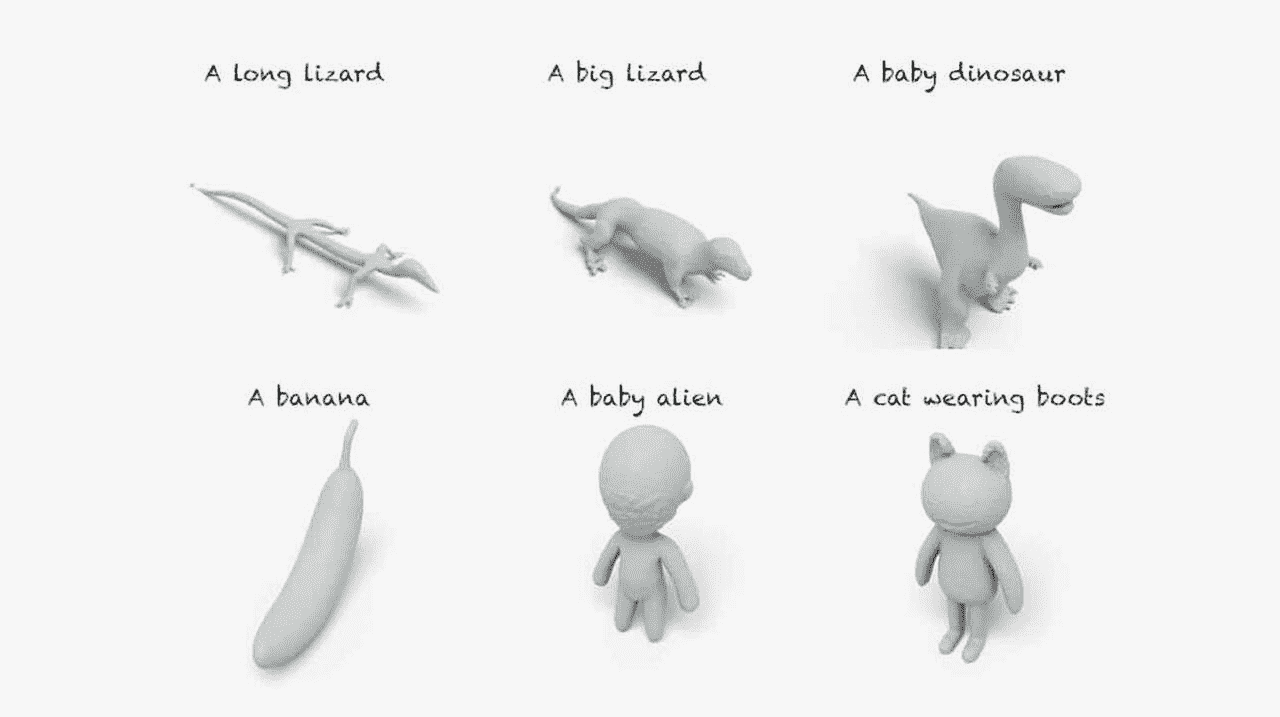 A long lizard
A big lizard
A baby dinosaur
A banana
A baby alien
A cat wearing boots